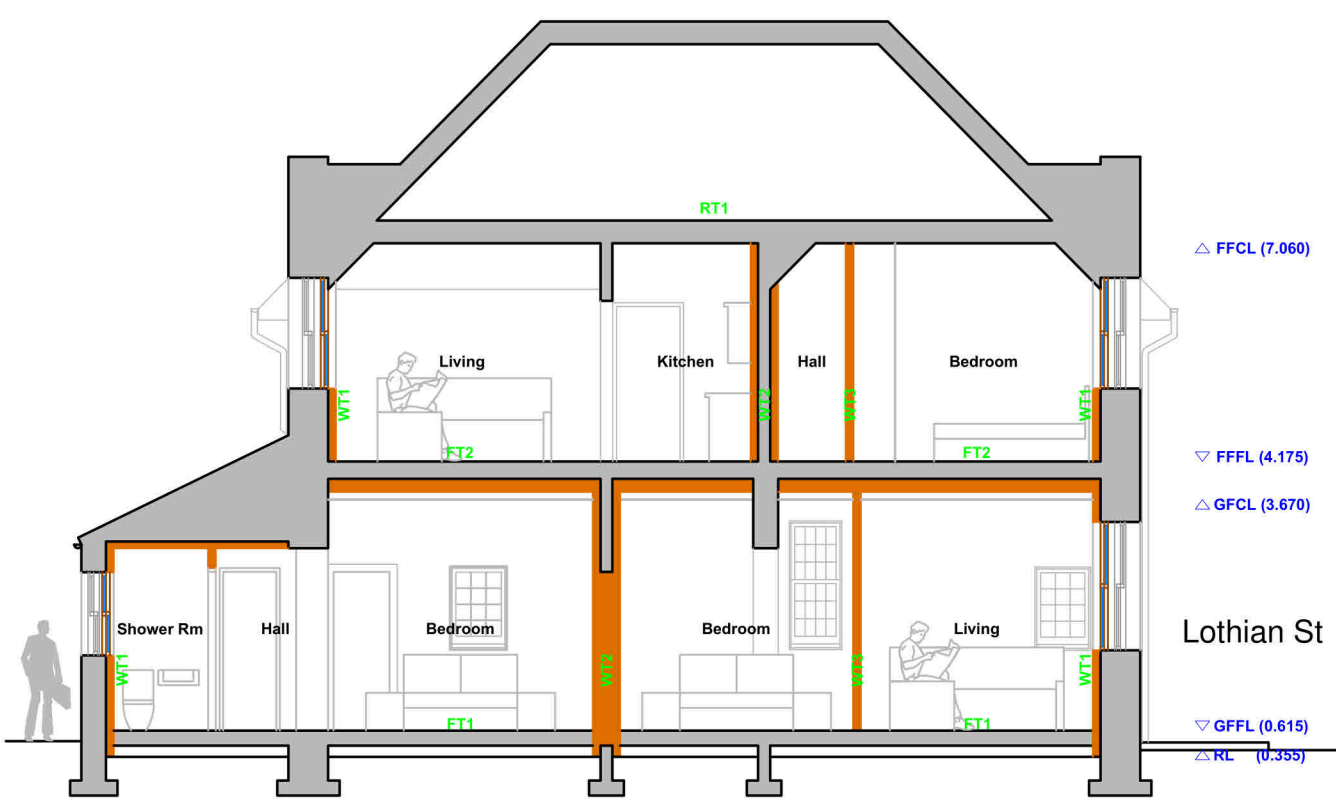 RT1
FFCL (7.060)
Living
Kitchen
Hall
Bedroom
WT1
WT2
WT1
FT2
FT2
FFFL (4.175)
GFCL (3.670)
Shower Rm
Hall
Bedroom
Bedroom
Living
Lothian St
WT1
WT2
WT1
FT1
FT1
GFFL (0.615)
RL (0.355)